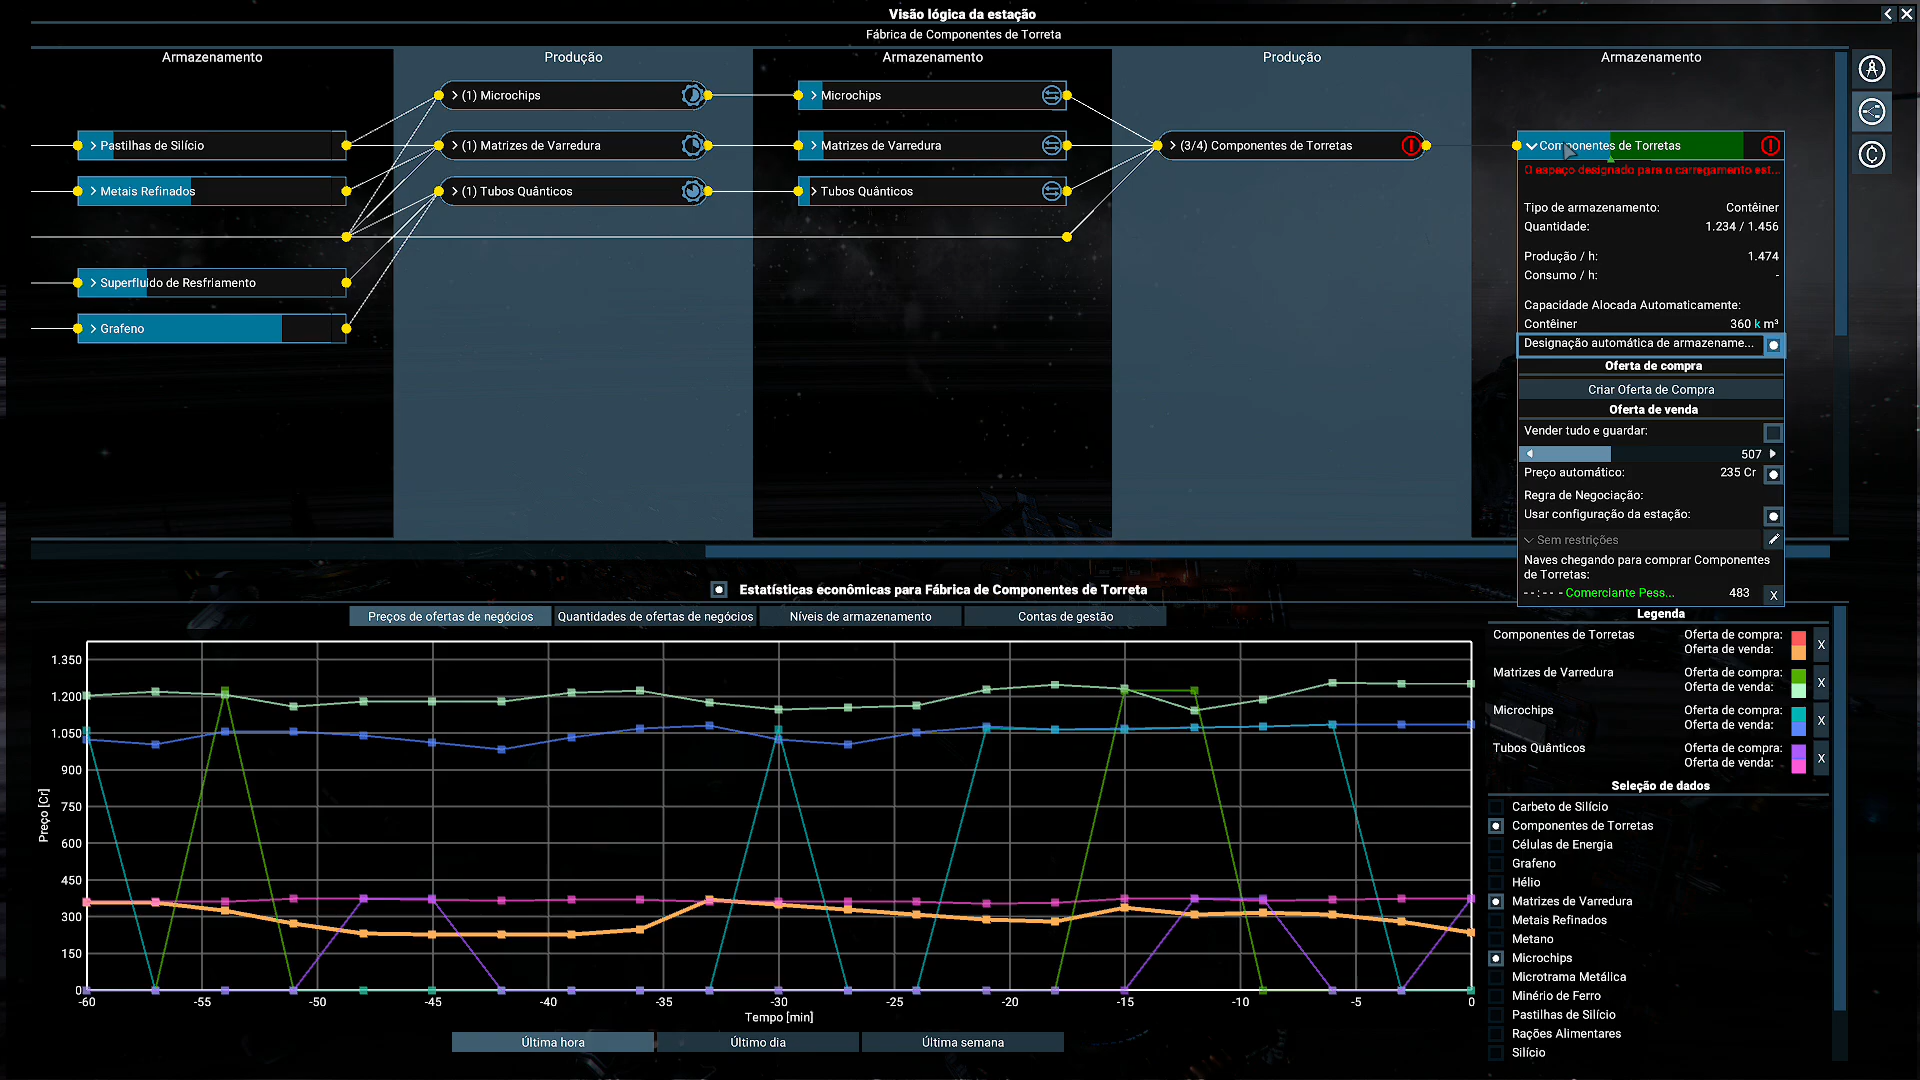 Visão lógica da estação
Fábrica de Componentes de Torreta
Armazenamento
Produção
Armazenamento
Produção
Armazenamento
Pastilhas de Silício
Metais Refinados
Superfluido de Resfriamento
Grafeno
(1) Microchips
(1) Matrizes de Varredura
(1) Tubos Quânticos
Microchips
Matrizes de Varredura
Tubos Quânticos
(3/4) Componentes de Torretas
Componentes de Torretas
O espaço designado para o carregamento est...
Tipo de armazenamento: Contêiner
Quantidade: 1.234 / 1.456
Produção / h: 1.474
Consumo / h: -
Capacidade Alocada Automaticamente:
Contêiner 360 k m³
Designação automática de armazename...
Oferta de compra
Criar Oferta de Compra
Oferta de venda
Vender tudo e guardar:
507
Preço automático: 235 Cr
Regra de Negociação:
Usar configuração da estação:
Sem restrições
Naves chegando para comprar Componentes
de Torretas:
--:-- - Comerciante Pess... 483 X
Estatísticas econômicas para Fábrica de Componentes de Torreta
Preços de ofertas de negócios
Quantidades de ofertas de negócios
Níveis de armazenamento
Contas de gestão
Preço [Cr]
1.350
1.200
1.050
900
750
600
450
300
150
0
-60 -55 -50 -45 -40 -35 -30 -25 -20 -15 -10 -5 0
Tempo [min]
Última hora
Último dia
Última semana
Legenda
Componentes de Torretas Oferta de compra: X
Oferta de venda:
Matrizes de Varredura Oferta de compra: X
Oferta de venda:
Microchips Oferta de compra: X
Oferta de venda:
Tubos Quânticos Oferta de compra: X
Oferta de venda:
Seleção de dados
Carbeto de Silício
Componentes de Torretas
Células de Energia
Grafeno
Hélio
Matrizes de Varredura
Metais Refinados
Metano
Microchips
Microtrama Metálica
Minério de Ferro
Pastilhas de Silício
Rações Alimentares
Silício